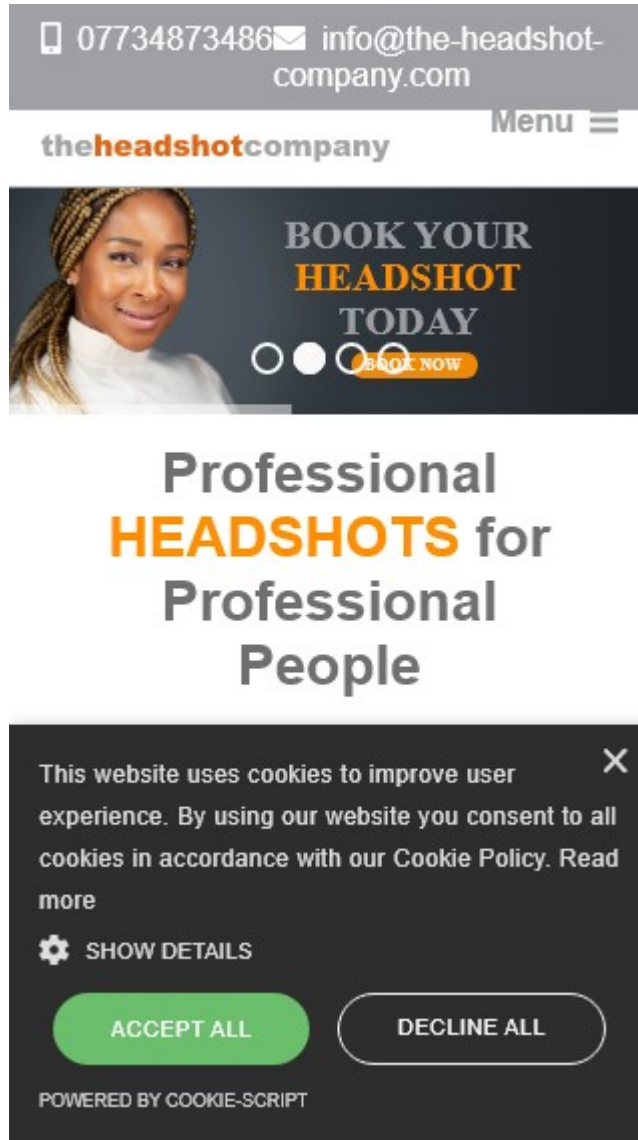 07734873486 info@the-headshot-
company.com
Menu
theheadshotcompany
BOOK YOUR
HEADSHOT
TODAY
BOOK NOW
Professional
HEADSHOTS for
Professional
People
This website uses cookies to improve user
experience. By using our website you consent to all
cookies in accordance with our Cookie Policy. Read
more
SHOW DETAILS
ACCEPT ALL
DECLINE ALL
POWERED BY COOKIE-SCRIPT